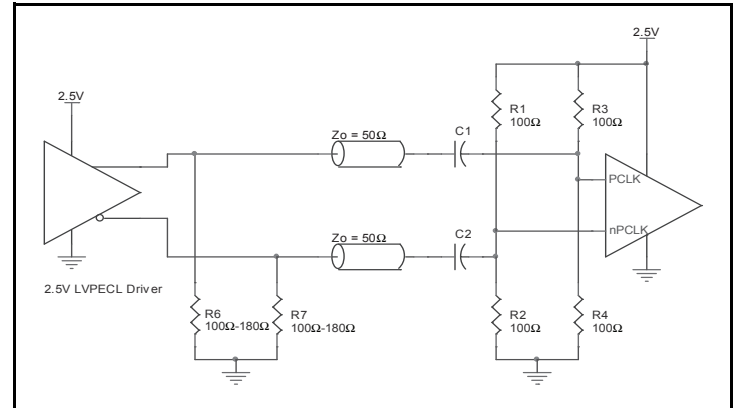 2.5V
2.5V
R1
100Ω
R3
100Ω
Zo = 50Ω
C1
PCLK
nPCLK
Zo = 50Ω
C2
2.5V LVPECL Driver
R6
100Ω-180Ω
R7
100Ω-180Ω
R2
100Ω
R4
100Ω